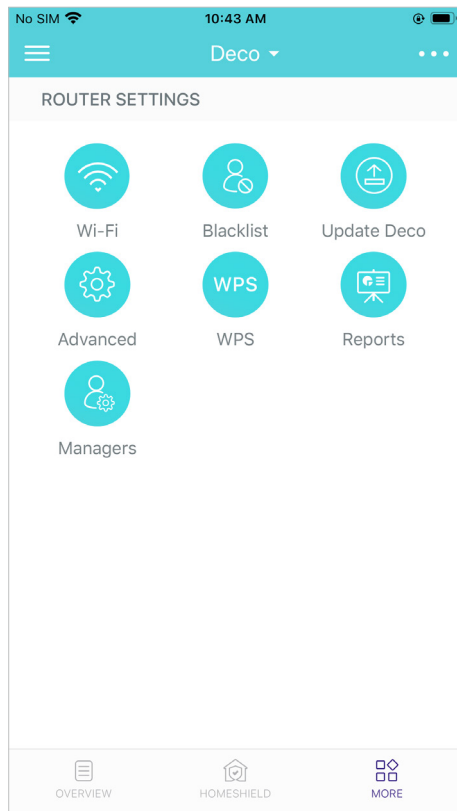 No SIM 10:43 AM
Deco
ROUTER SETTINGS
Wi-Fi Blacklist Update Deco
WPS
Advanced WPS Reports
Managers
OVERVIEW HOMESHIELD MORE